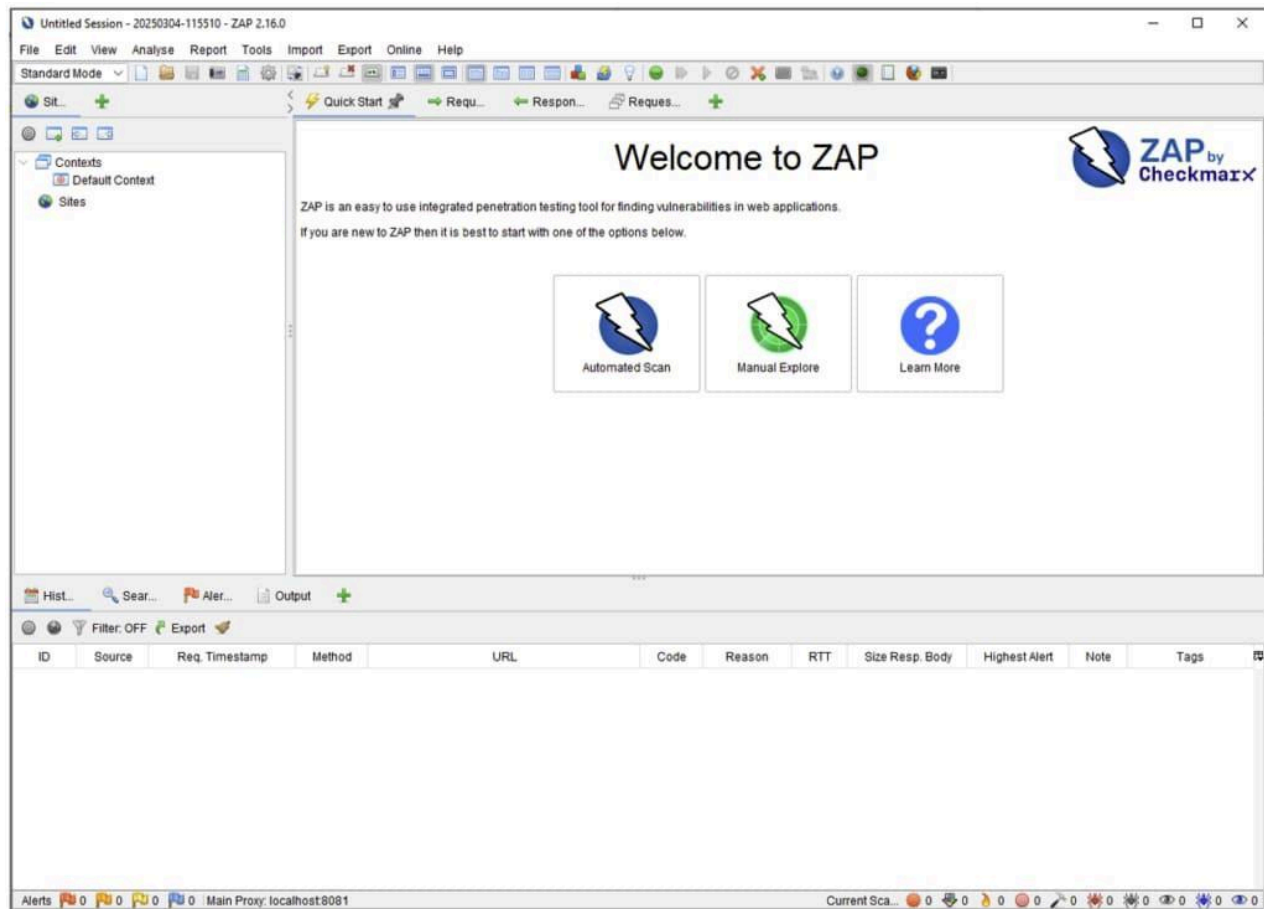 Untitled Session - 20250304-115510 - ZAP 2.16.0
File Edit View Analyse Report Tools Import Export Online Help
Standard Mode
Sit... Quick Start Requ... Respon... Reques...
Contexts
Default Context
Sites
Welcome to ZAP
ZAP by
Checkmarx
ZAP is an easy to use integrated penetration testing tool for finding vulnerabilities in web applications.
If you are new to ZAP then it is best to start with one of the options below.
Automated Scan Manual Explore Learn More
Hist... Sear... Aler... Output
Filter: OFF Export
ID Source Req. Timestamp Method URL Code Reason RTT Size Resp. Body Highest Alert Note Tags
Alerts 0 0 0 0 Main Proxy: localhost:8081 Current Sca... 0 0 0 0 0 0 0 0 0 0